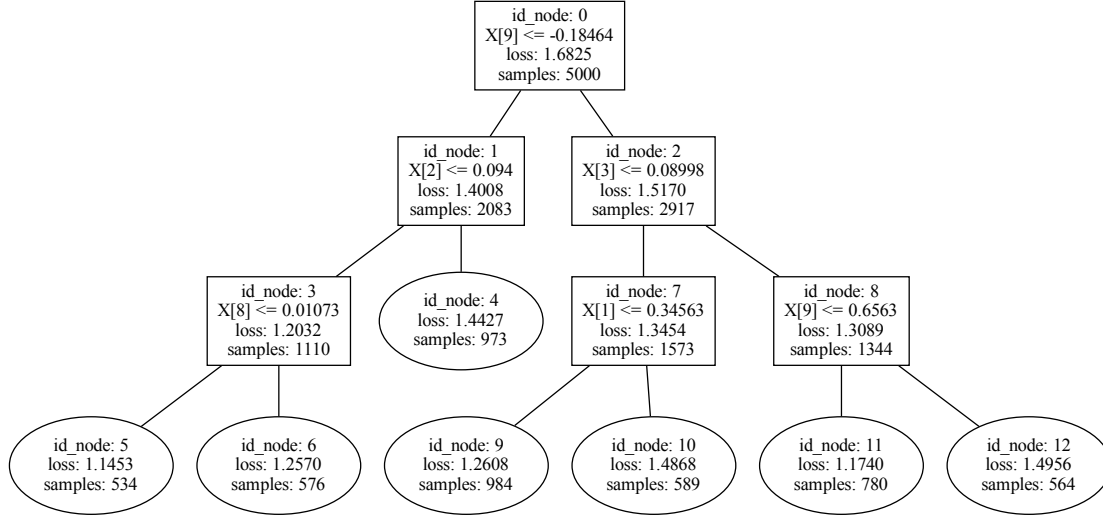 id_node: 0
X[9] <= -0.18464
loss: 1.6825
samples: 5000
id_node: 1
X[2] <= 0.094
loss: 1.4008
samples: 2083
id_node: 2
X[3] <= 0.08998
loss: 1.5170
samples: 2917
id_node: 3
X[8] <= 0.01073
loss: 1.2032
samples: 1110
id_node: 4
loss: 1.4427
samples: 973
id_node: 7
X[1] <= 0.34563
loss: 1.3454
samples: 1573
id_node: 8
X[9] <= 0.6563
loss: 1.3089
samples: 1344
id_node: 5
loss: 1.1453
samples: 534
id_node: 6
loss: 1.2570
samples: 576
id_node: 9
loss: 1.2608
samples: 984
id_node: 10
loss: 1.4868
samples: 589
id_node: 11
loss: 1.1740
samples: 780
id_node: 12
loss: 1.4956
samples: 564